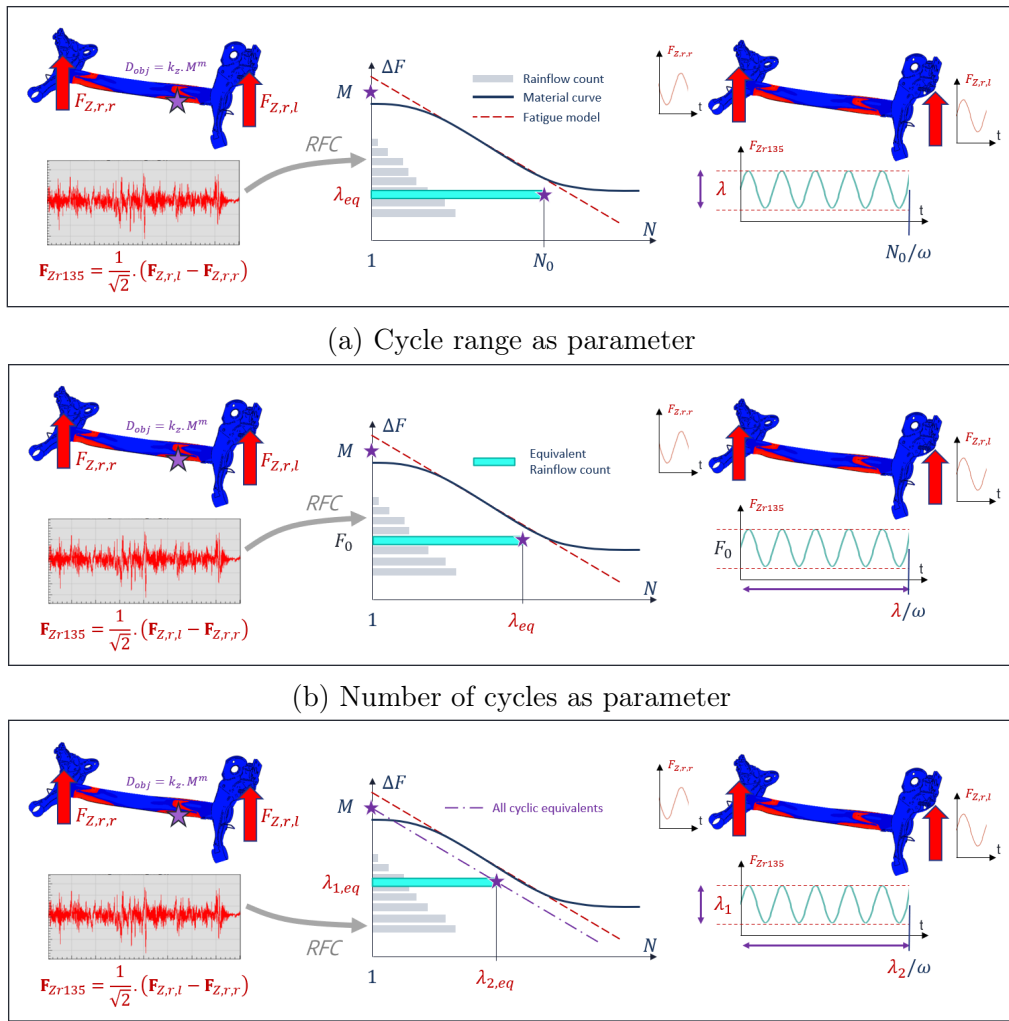 D_obj = k_z. M^m
F_Z,r,r
F_Z,r,l
F_Zr135 = 1/√2 . (F_Z,r,l − F_Z,r,r)
RFC
ΔF
M
λ_eq
1
N_0
N
Rainflow count
Material curve
Fatigue model
F_Z,r,r
t
F_Z,r,l
t
F_Zr135
λ
t
N_0/ω
(a) Cycle range as parameter
D_obj = k_z. M^m
F_Z,r,r
F_Z,r,l
F_Zr135 = 1/√2 . (F_Z,r,l − F_Z,r,r)
RFC
ΔF
M
F_0
1
λ_eq
N
Equivalent
Rainflow count
F_Z,r,r
t
F_Z,r,l
t
F_Zr135
F_0
t
λ/ω
(b) Number of cycles as parameter
D_obj = k_z. M^m
F_Z,r,r
F_Z,r,l
F_Zr135 = 1/√2 . (F_Z,r,l − F_Z,r,r)
RFC
ΔF
M
λ_1,eq
1
λ_2,eq
N
All cyclic equivalents
F_Z,r,r
t
F_Z,r,l
t
F_Zr135
λ_1
t
λ_2/ω